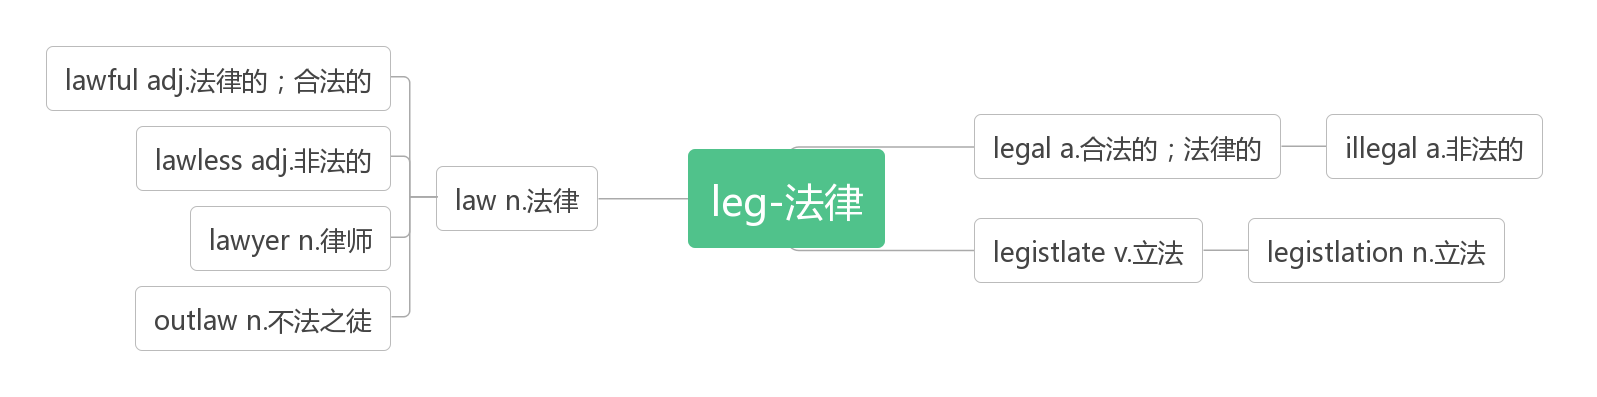 lawful adj.法律的；合法的
lawless adj.非法的
lawyer n.律师
outlaw n.不法之徒
law n.法律
leg-法律
legal a.合法的；法律的
illegal a.非法的
legistlate v.立法
legistlation n.立法